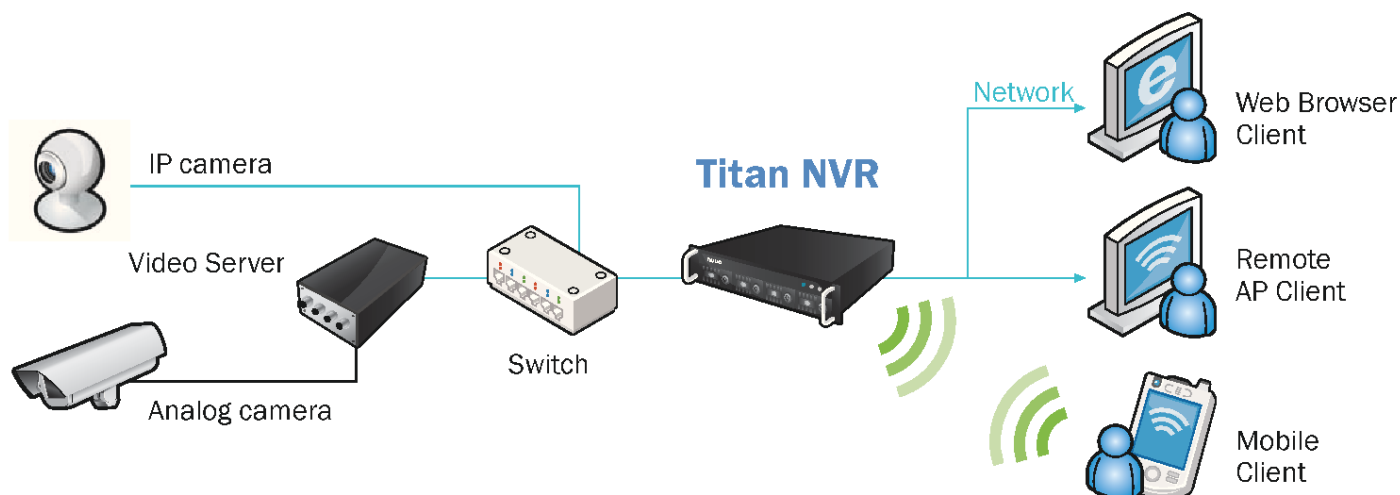 Network
Web Browser
Client
IP camera
Titan NVR
Video Server
Remote
AP Client
Switch
Analog camera
Mobile
Client